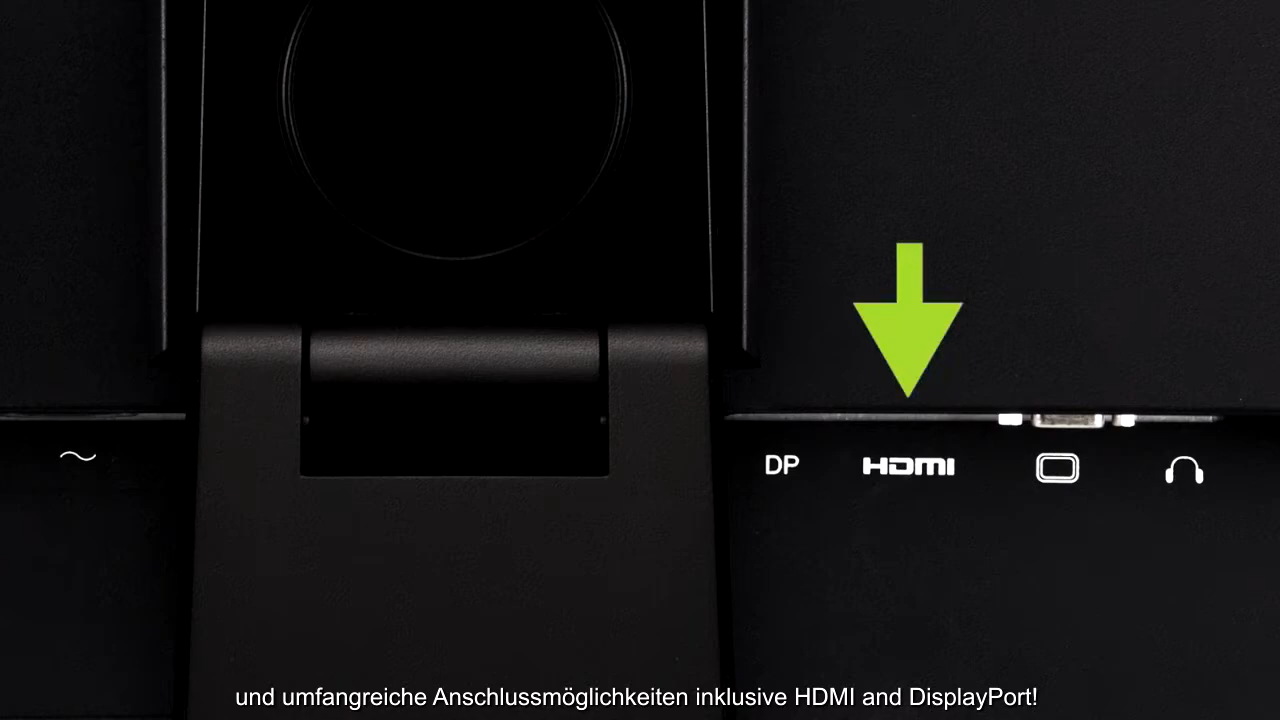 DP HDMI
und umfangreiche Anschlussmöglichkeiten inklusive HDMI and DisplayPort!